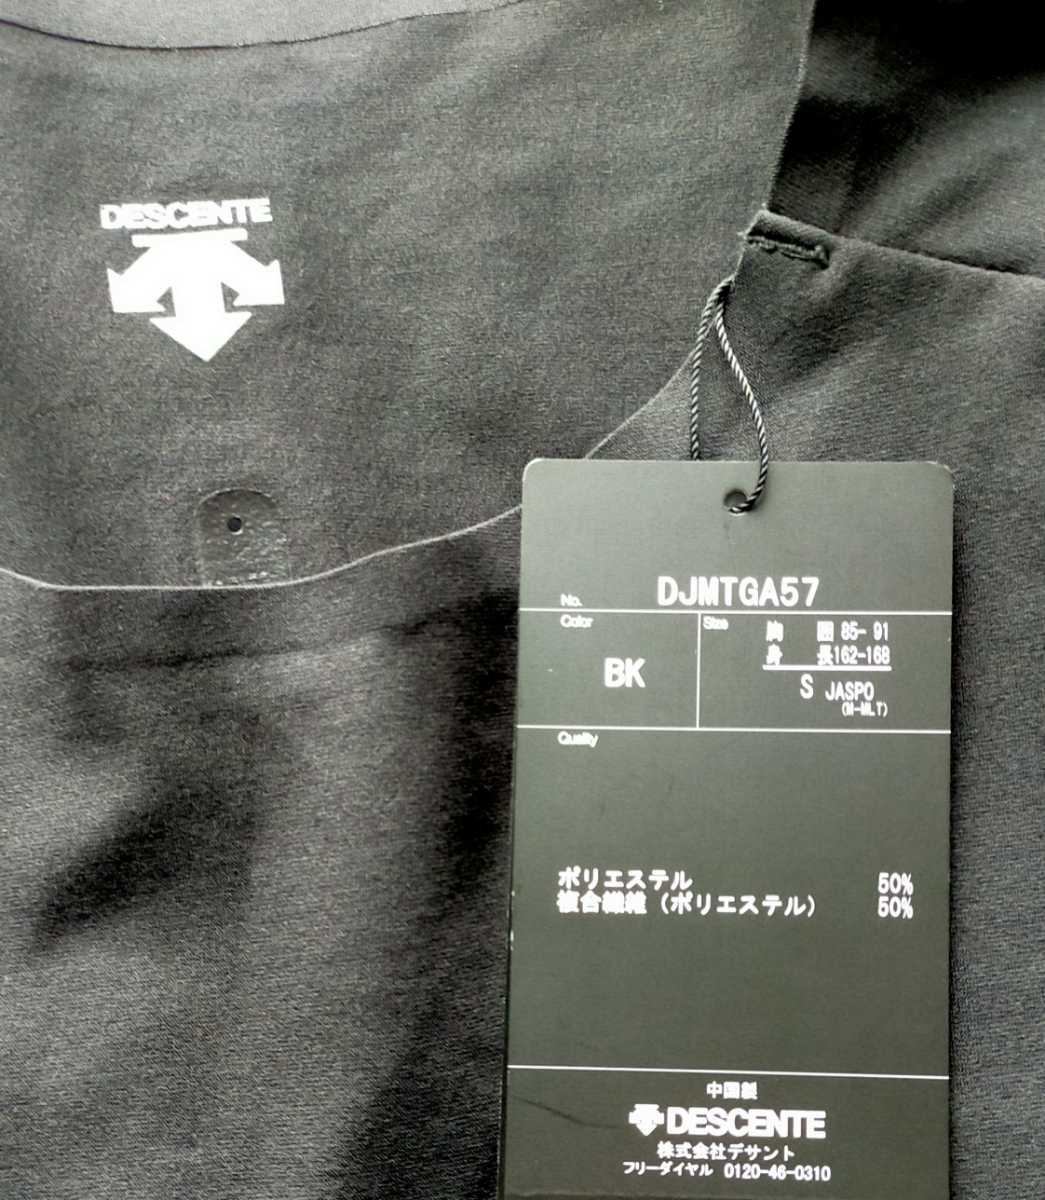 DESCENTE
No. DJMTGA57
Color
BK
Size
胸囲 85-91
身長162-168
S JASPO
(M-MLT)
Quality
ポリエステル 50%
複合繊維(ポリエステル) 50%
中国製
DESCENTE
株式会社デサント
フリーダイヤル 0120-46-0310